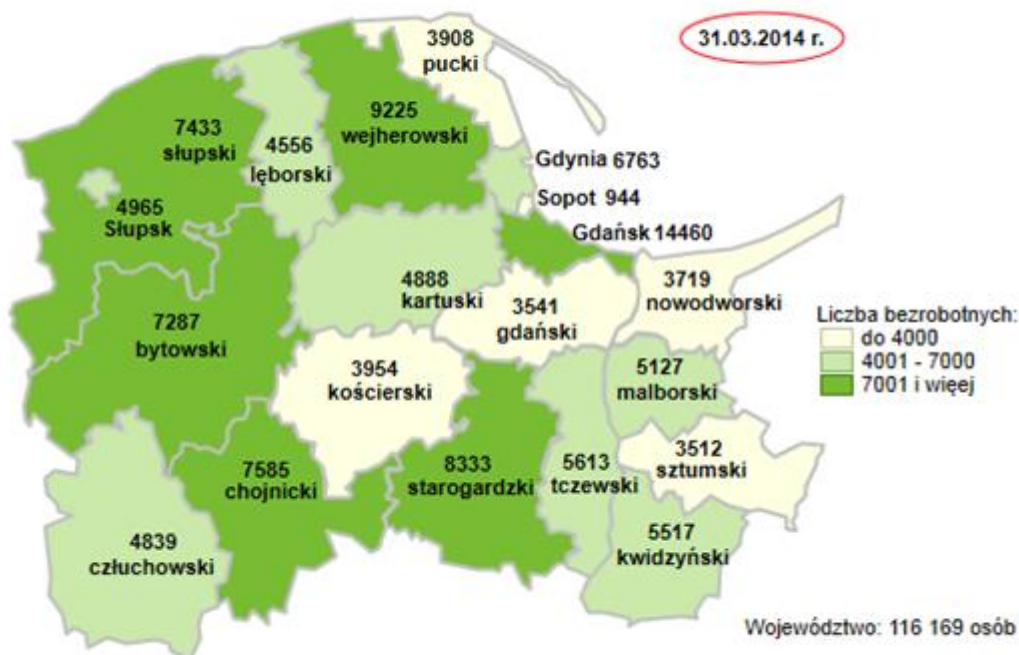 31.03.2014 r.
3908
pucki
9225
wejherowski
7433
słupski
4556
lęborski
Gdynia 6763
4965
Słupsk
Sopot 944
Gdańsk 14460
4888
kartuski
3719
nowodworski
3541
gdański
7287
bytowski
Liczba bezrobotnych:
do 4000
4001 - 7000
7001 i więej
3954
kościerski
5127
malborski
3512
sztumski
7585
chojnicki
8333
starogardzki
5613
tczewski
5517
kwidzyński
4839
człuchowski
Województwo: 116 169 osób